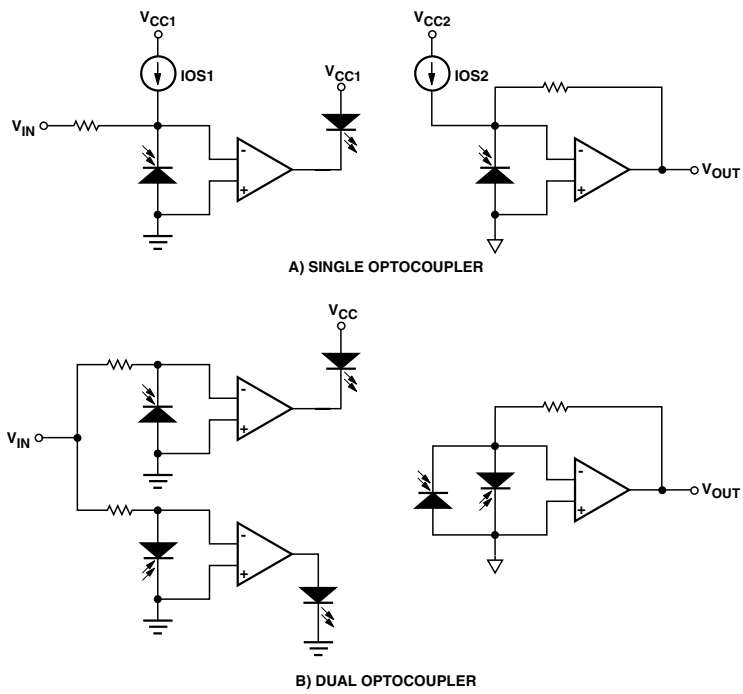 VCC1
IOS1
VCC1
VIN
-
+
VCC2
IOS2
-
+
VOUT
A) SINGLE OPTOCOUPLER
VCC
-
+
VIN
-
+
-
+
VOUT
B) DUAL OPTOCOUPLER